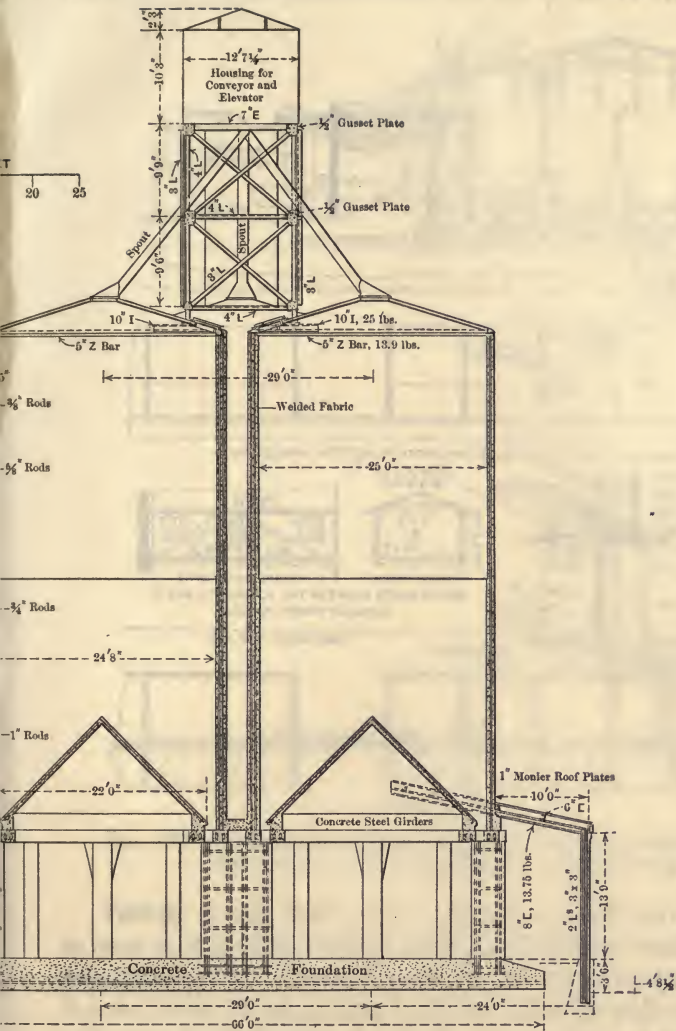 2′3″
12′7¼″
Housing for
Conveyor and
Elevator
10′3″
7″E
½″ Gusset Plate
9′9″
3″L
4″L
4″L
½″ Gusset Plate
20 25
Spout
Spout
9′6″
3″L
3″L
4″L
10″I
10″I, 25 lbs.
5″ Z Bar
5″ Z Bar, 13.9 lbs.
29′0″
⅜″ Rods
Welded Fabric
⅝″ Rods
25′0″
¾″ Rods
24′8″
1″ Rods
1″ Monier Roof Plates
22′0″
10′0″
6″C
Concrete Steel Girders
8″C, 13.75 lbs.
2″Ls, 3″x 3″
13′9″
Concrete Foundation
3′6″
4′8½″
29′0″
24′0″
66′0″